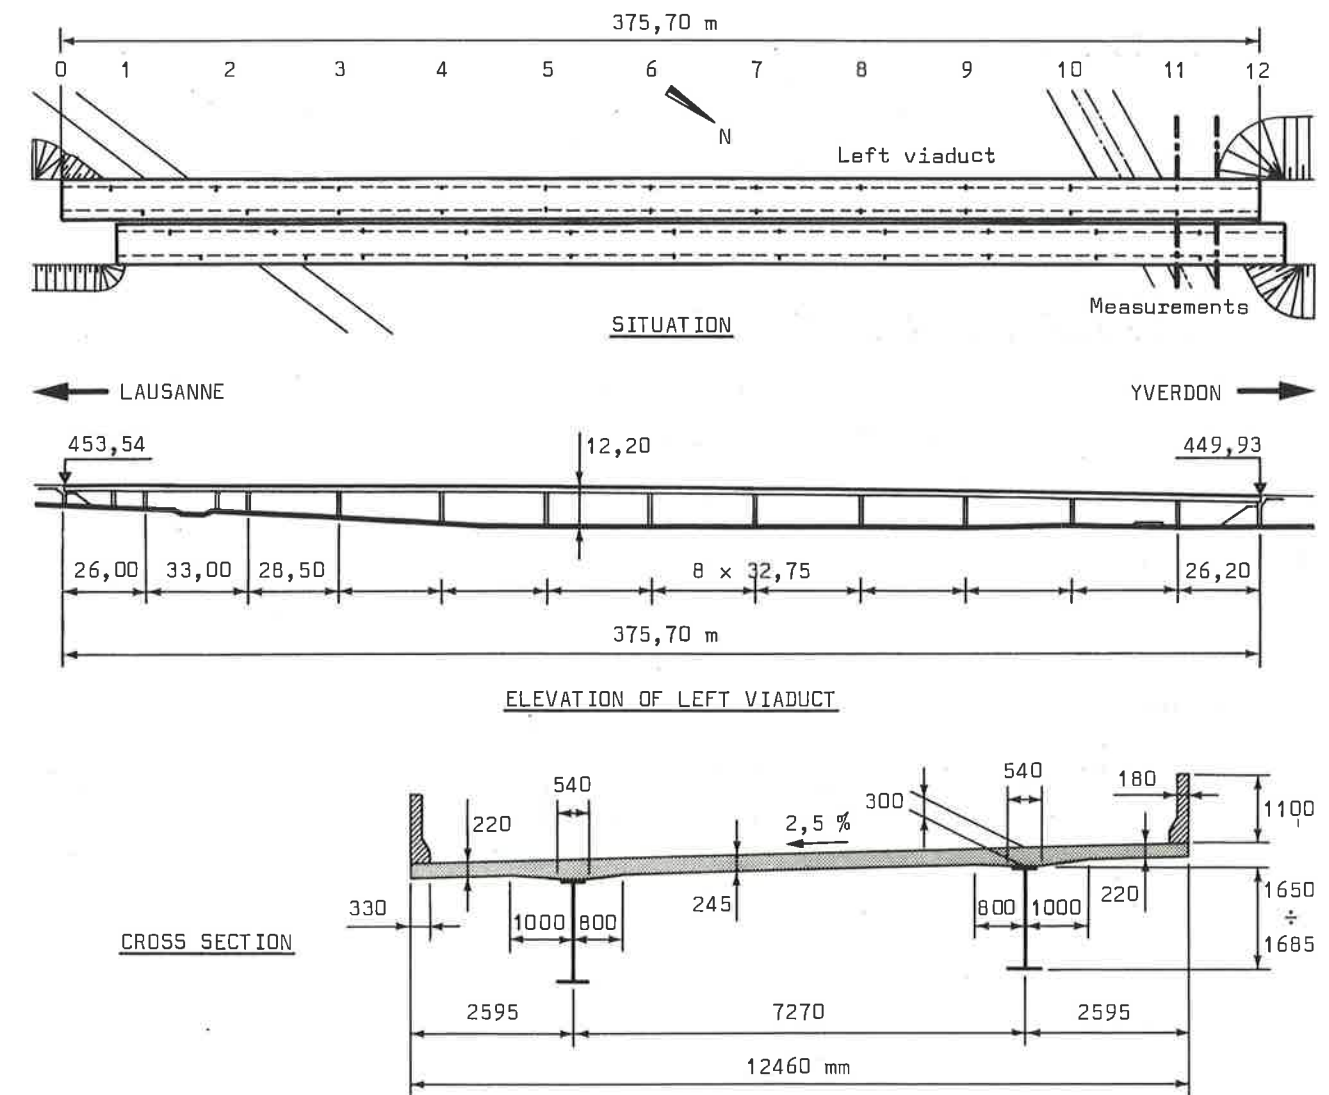 375,70 m
0 1 2 3 4 5 6 7 8 9 10 11 12
N
Left viaduct
Measurements
SITUATION
LAUSANNE
YVERDON
453,54
12,20
449,93
26,00 33,00 28,50 8 × 32,75 26,20
375,70 m
ELEVATION OF LEFT VIADUCT
540
540
180
300
1100
220
2,5 %
330
245
220
1650
÷
1685
1000 800
800 1000
CROSS SECTION
2595 7270 2595
12460 mm